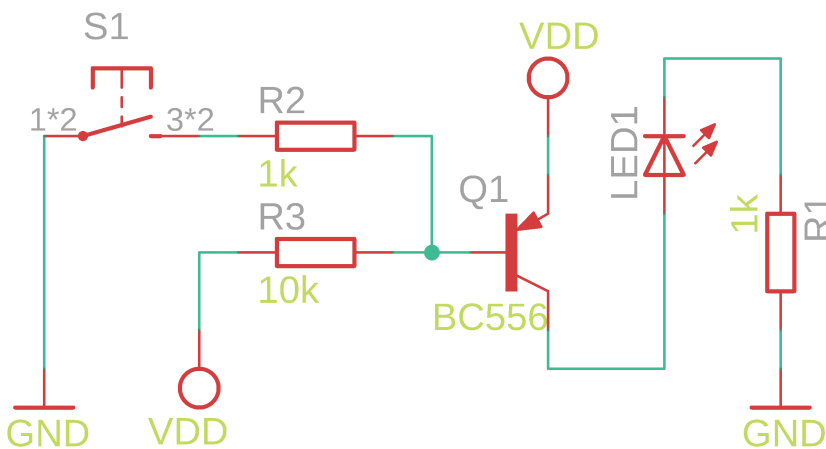 S1
VDD
1*2
3*2
R2
LED1
1k
Q1
1k
R3
R1
10k
BC556
GND
VDD
GND